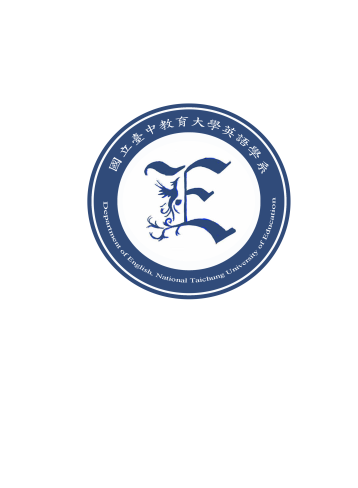 國立臺中教育大學英語學系
E
Department of English, National Taichung University of Education